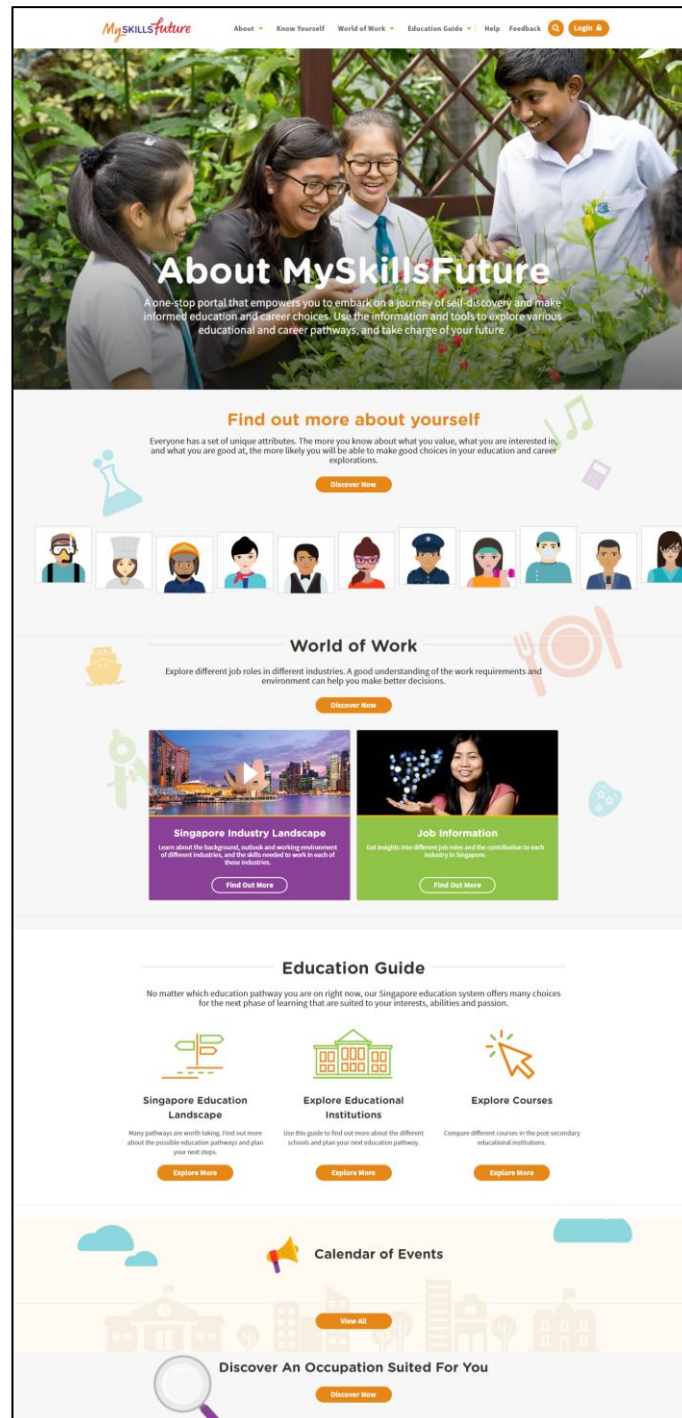 MySKILLSfuture
About Know Yourself World of Work Education Guide Help Feedback Login
About MySkillsFuture
A one-stop portal that empowers you to embark on a journey of self-discovery and make
informed education and career choices. Use the information and tools to explore various
educational and career pathways, and take charge of your future.
Find out more about yourself
Everyone has a set of unique attributes. The more you know about what you value, what you are interested in,
and what you are good at, the more likely you will be able to make good choices in your education and career
explorations.
Discover Now
World of Work
Explore different job roles in different industries. A good understanding of the work requirements and
environment can help you make better decisions.
Discover Now
Singapore Industry Landscape
Learn about the background, outlook and working environment
of different industries, and the skills needed to work in each of
these industries.
Find Out More
Job Information
Get insights into different job roles and the contribution to each
industry in Singapore.
Find Out More
Education Guide
No matter which education pathway you are on right now, our Singapore education system offers many choices
for the next phase of learning that are suited to your interests, abilities and passion.
Singapore Education
Landscape
Many pathways are worth taking. Find out more
about the possible education pathways and plan
your next steps.
Explore More
Explore Educational
Institutions
Use this guide to find out more about the different
schools and plan your next education pathway.
Explore More
Explore Courses
Compare different courses in the post-secondary
educational institutions.
Explore More
Calendar of Events
View All
Discover An Occupation Suited For You
Discover Now